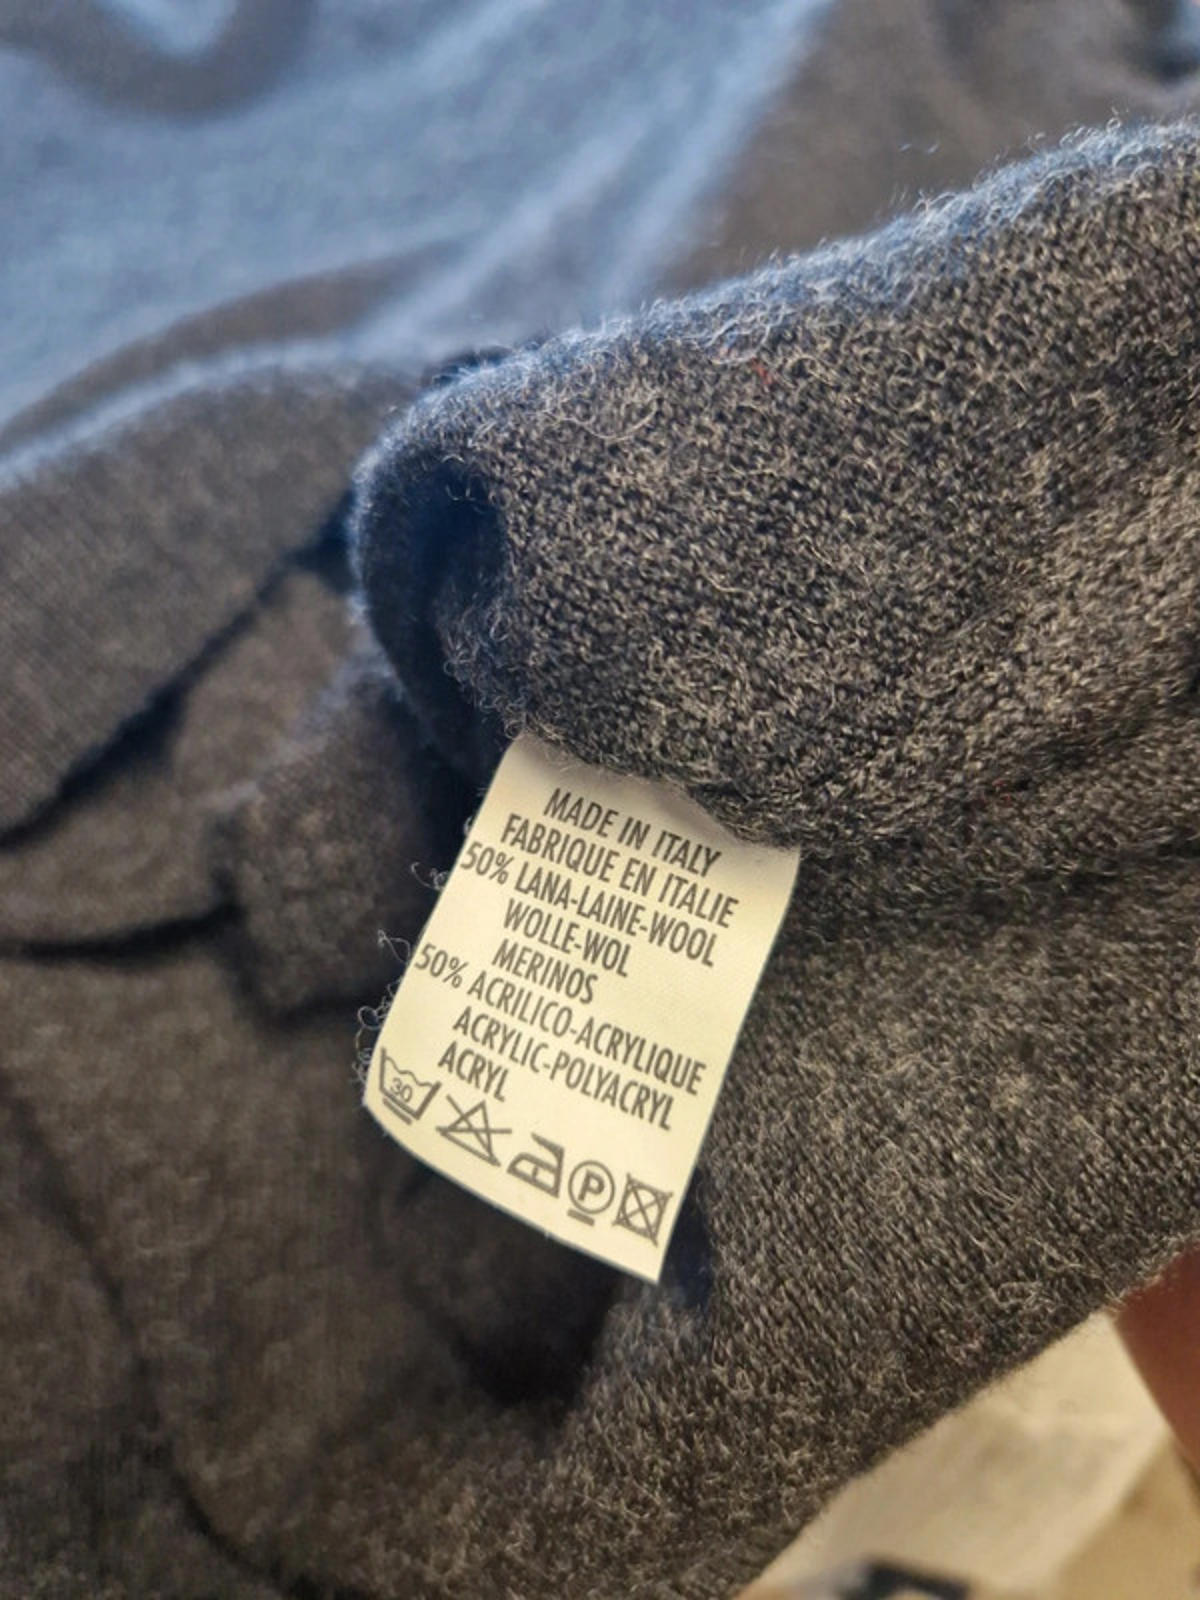 MADE IN ITALY
FABRIQUE EN ITALIE
50% LANA-LAINE-WOOL
WOLLE-WOL
MERINOS
50% ACRILICO-ACRYLIQUE
ACRYLIC-POLYACRYL
ACRYL
30
P